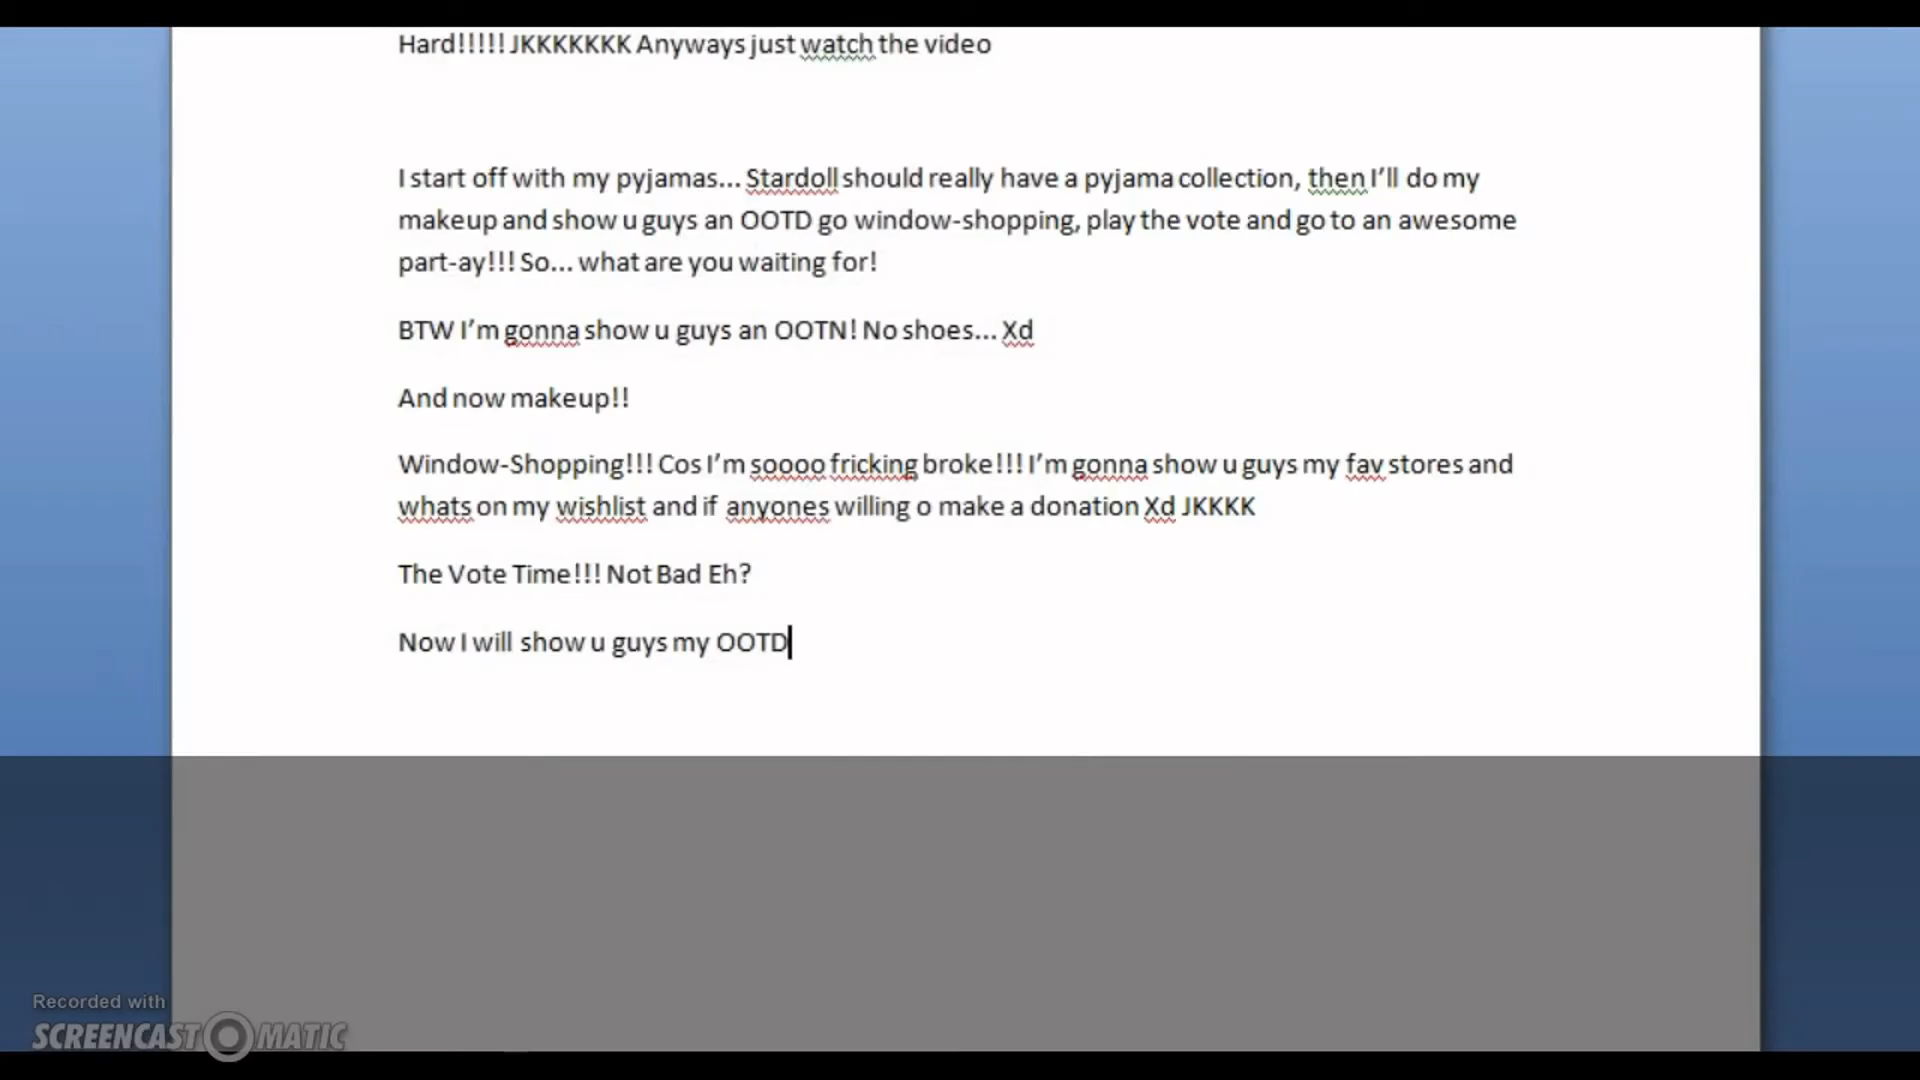 Hard!!!!! JKKKKKKK Anyways just watch the video
I start off with my pyjamas... Stardoll should really have a pyjama collection, then I’ll do my
makeup and show u guys an OOTD go window-shopping, play the vote and go to an awesome
part-ay!!! So... what are you waiting for!
BTW I’m gonna show u guys an OOTN! No shoes... Xd
And now makeup!!
Window-Shopping!!! Cos I’m soooo fricking broke!!! I’m gonna show u guys my fav stores and
whats on my wishlist and if anyones willing o make a donation Xd JKKKK
The Vote Time!!! Not Bad Eh?
Now I will show u guys my OOTD
Recorded with
SCREENCAST O MATIC